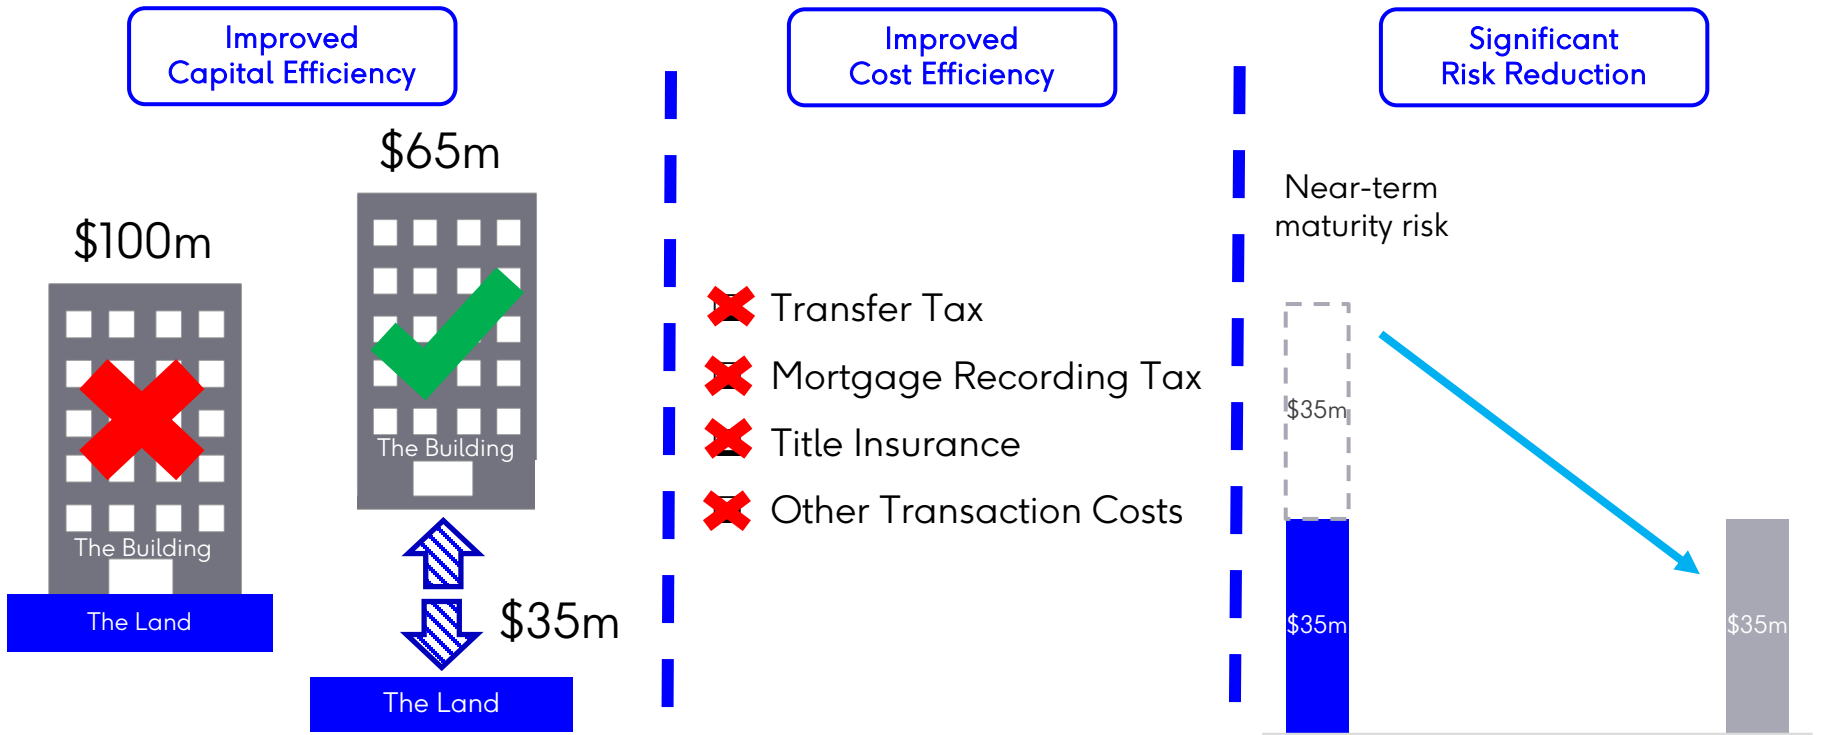 Improved
Capital Efficiency
$100m
The Building
The Land
$65m
The Building
$35m
The Land
Improved
Cost Efficiency
Transfer Tax
Mortgage Recording Tax
Title Insurance
Other Transaction Costs
Significant
Risk Reduction
Near-term
maturity risk
$35m
$35m
$35m